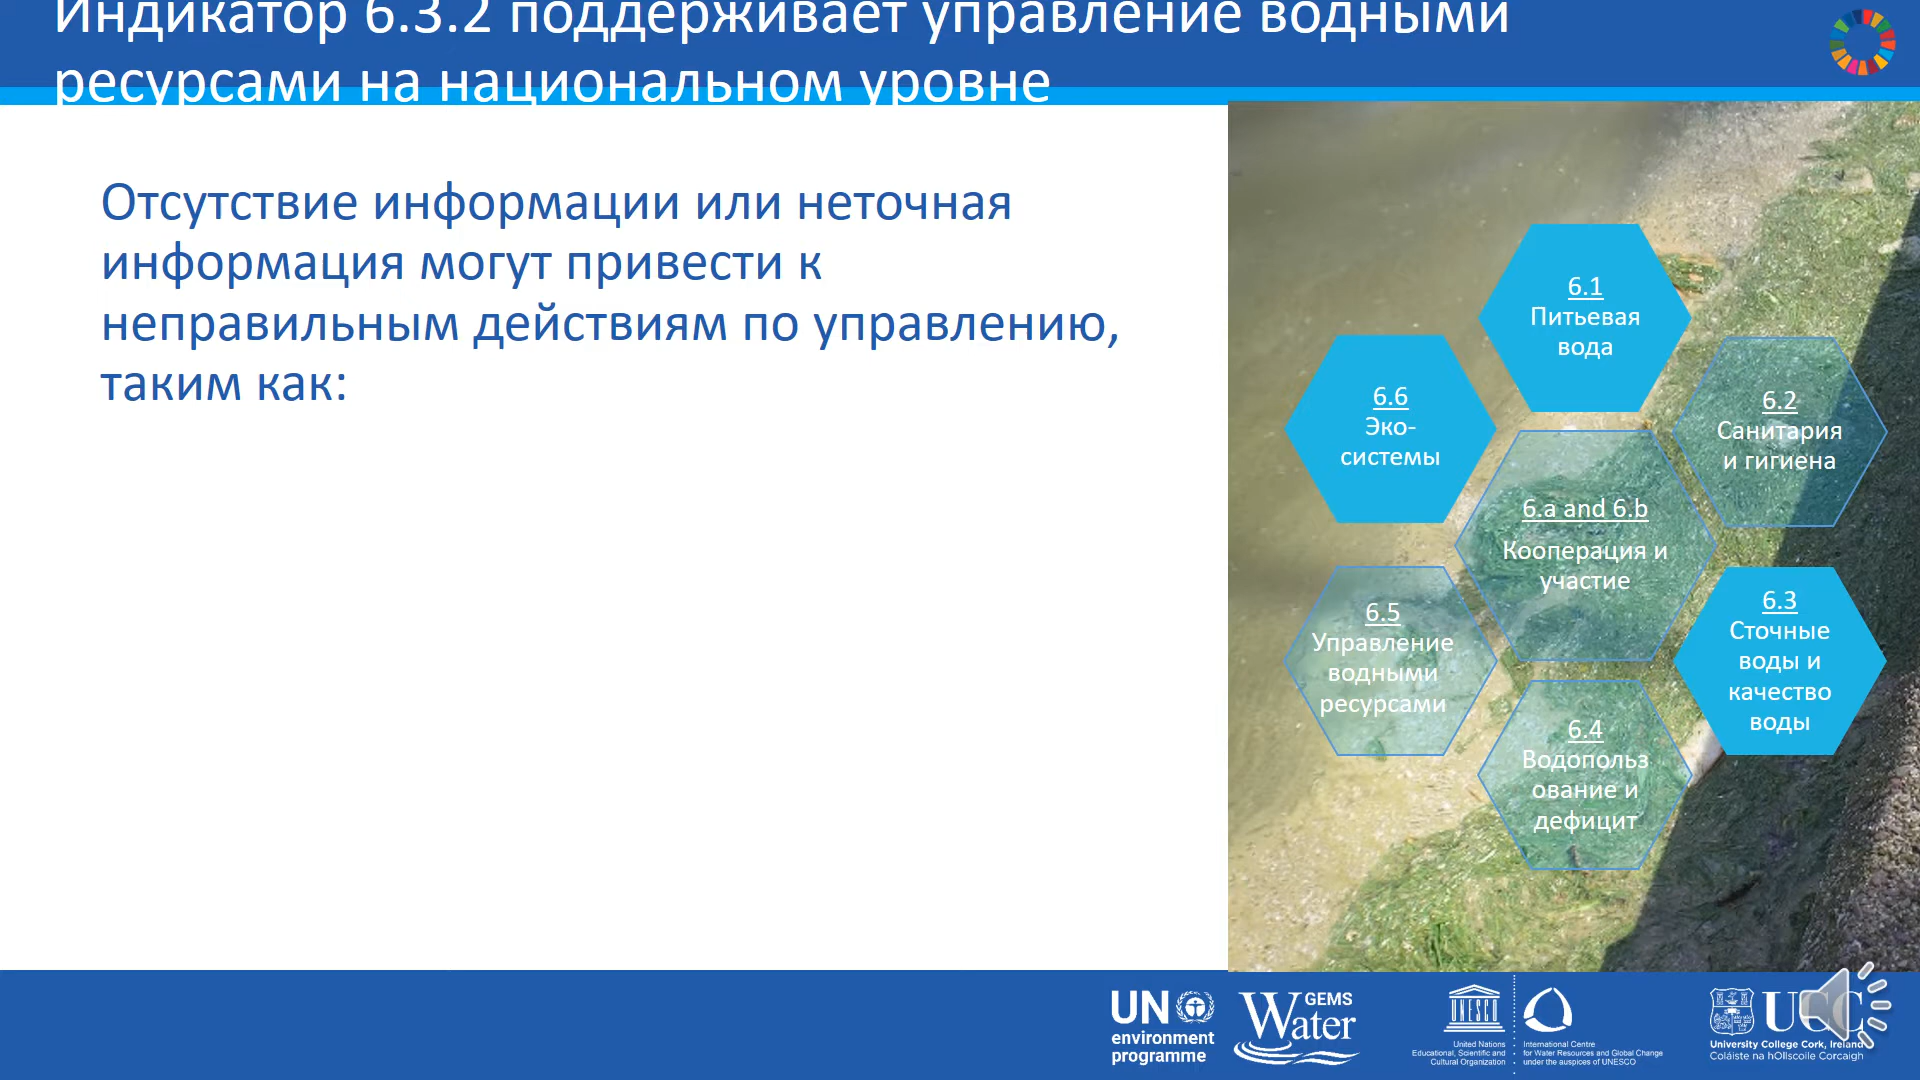 Индикатор 6.3.2 поддерживает управление водными
ресурсами на национальном уровне
Отсутствие информации или неточная
информация могут привести к
неправильным действиям по управлению,
таким как:
6.1
Питьевая
вода
6.6
Эко-
системы
6.2
Санитария
и гигиена
6.a and 6.b
Кооперация и
участие
6.5
Управление
водными
ресурсами
6.3
Сточные
воды и
качество
воды
6.4
Водопольз
ование и
дефицит
UN
environment
programme
GEMS
Water
UNESCO
United Nations
Educational, Scientific and
Cultural Organization
International Centre
for Water Resources and Global Change
under the auspices of UNESCO
UCC
University College Cork, Ireland
Coláiste na hOllscoile Corcaigh